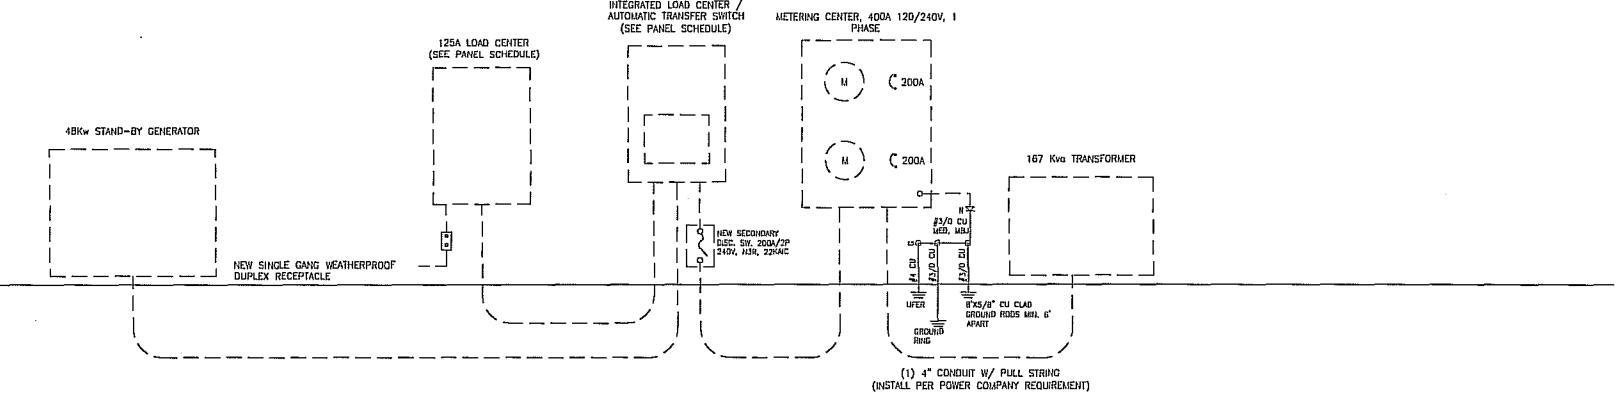 INTEGRATED LOAD CENTER /
AUTOMATIC TRANSFER SWITCH
(SEE PANEL SCHEDULE)
METERING CENTER, 400A 120/240V, 1
PHASE
125A LOAD CENTER
(SEE PANEL SCHEDULE)
M
200A
48Kw STAND-BY GENERATOR
M
200A
167 Kva TRANSFORMER
N
#3/0 CU
MED, MBJ
NEW SECONDARY
DISC. SW. 200A/2P
240V, N3R, 22KAIC
G
#4 CU
#3/0 CU
#3/0 CU
NEW SINGLE GANG WEATHERPROOF
DUPLEX RECEPTACLE
UFER
8'X5/8" CU CLAD
GROUND RODS MIN. 6'
APART
GROUND
RING
(1) 4" CONDUIT W/ PULL STRING
(INSTALL PER POWER COMPANY REQUIREMENT)